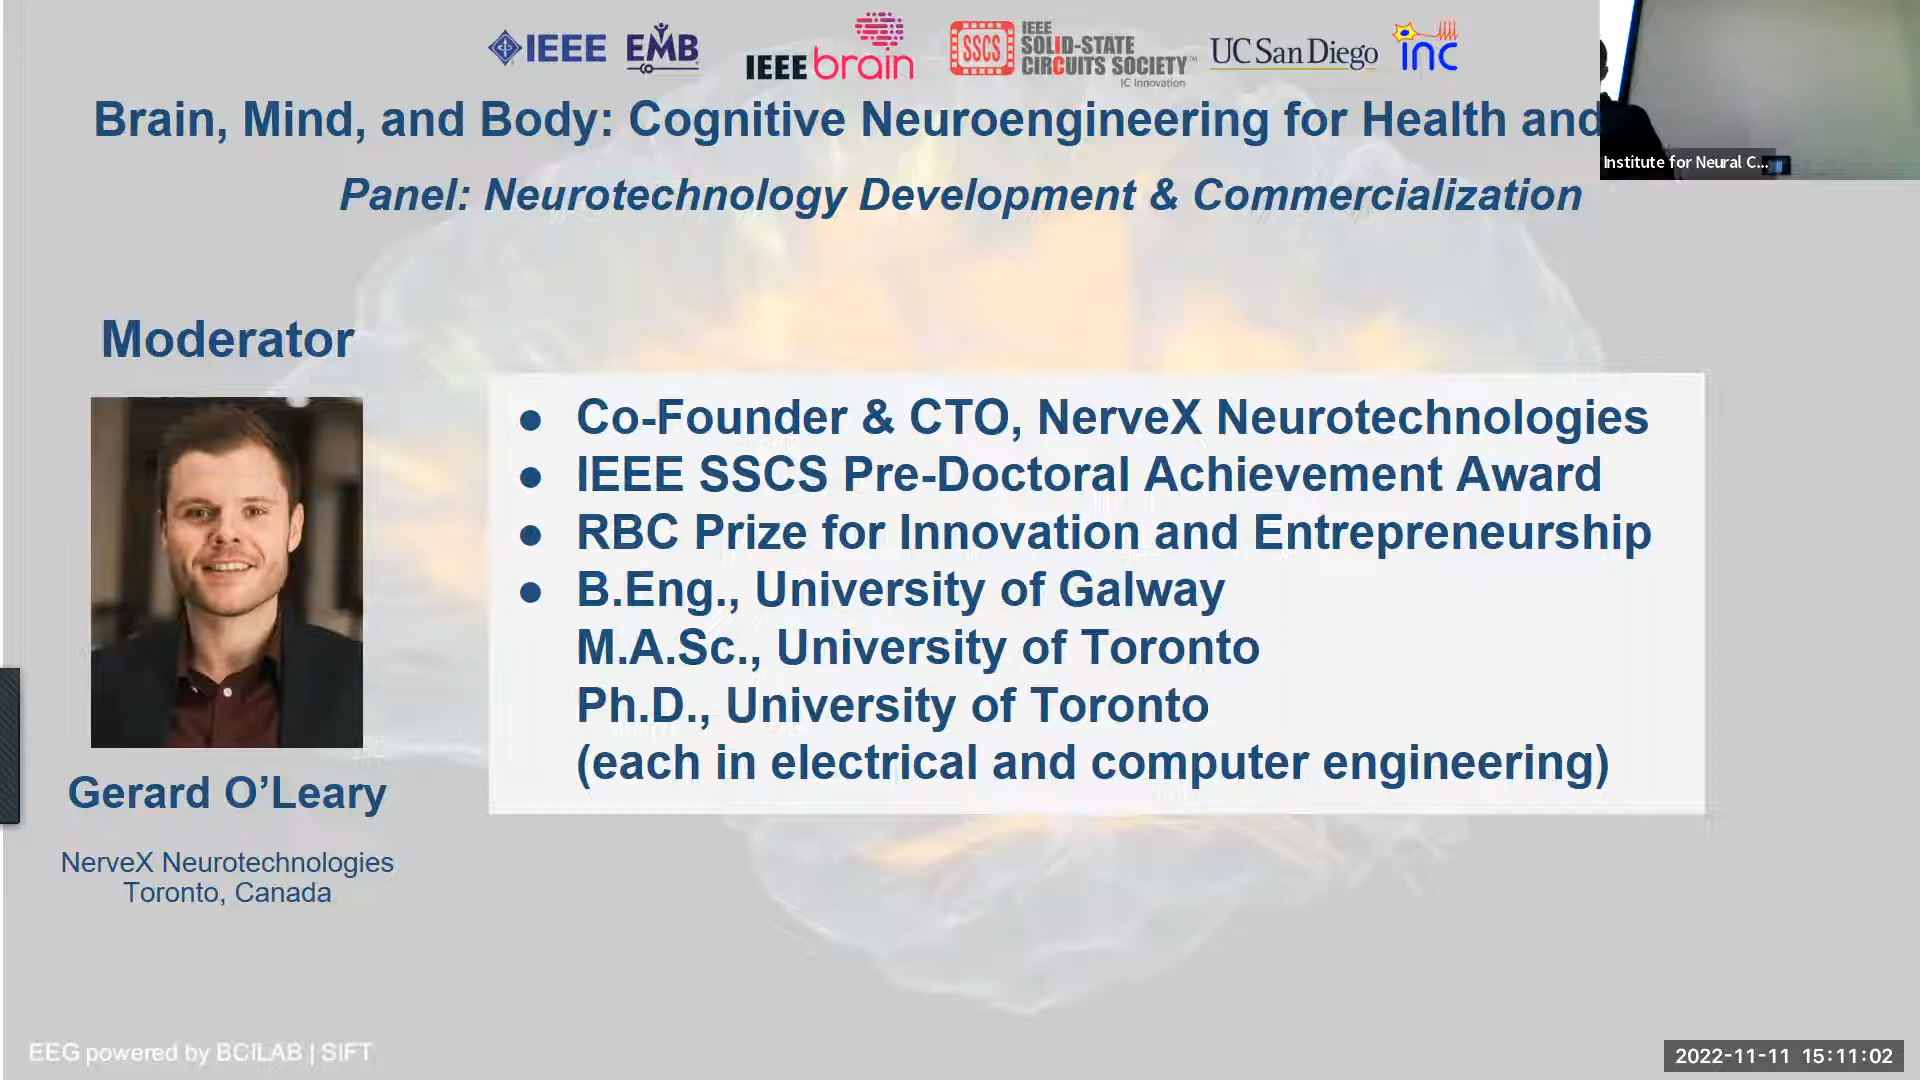 IEEE EMB IEEE brain SSCS IEEE SOLID-STATE CIRCUITS SOCIETY™ IC Innovation UC San Diego inc
Brain, Mind, and Body: Cognitive Neuroengineering for Health and
Institute for Neural C...
Panel: Neurotechnology Development & Commercialization
Moderator
● Co-Founder & CTO, NerveX Neurotechnologies
● IEEE SSCS Pre-Doctoral Achievement Award
● RBC Prize for Innovation and Entrepreneurship
● B.Eng., University of Galway
M.A.Sc., University of Toronto
Ph.D., University of Toronto
(each in electrical and computer engineering)
Gerard O’Leary
NerveX Neurotechnologies
Toronto, Canada
EEG powered by BCILAB | SIFT
2022-11-11 15:11:02